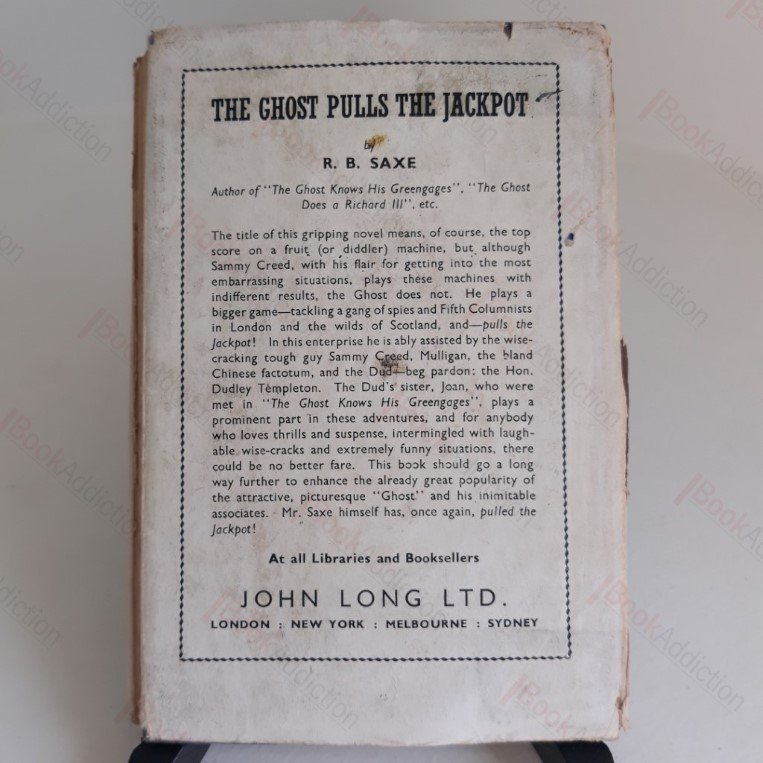 THE GHOST PULLS THE JACKPOT
by
R. B. SAXE
Author of "The Ghost Knows His Greengages", "The Ghost
Does a Richard III", etc.
The title of this gripping novel means, of course, the top
score on a fruit (or diddler) machine, but although
Sammy Creed, with his flair for getting into the most
embarrassing situations, plays these machines with
indifferent results, the Ghost does not. He plays a
bigger game—tackling a gang of spies and Fifth Columnists
in London and the wilds of Scotland, and—pulls the
Jackpot! In this enterprise he is ably assisted by the wise-
cracking tough guy Sammy Creed, Mulligan, the bland
Chinese factotum, and the Dud—beg pardon: the Hon.
Dudley Templeton. The Dud's sister, Joan, who were
met in "The Ghost Knows His Greengages", plays a
prominent part in these adventures, and for anybody
who loves thrills and suspense, intermingled with laugh-
able wise-cracks and extremely funny situations, there
could be no better fare. This book should go a long
way further to enhance the already great popularity of
the attractive, picturesque "Ghost" and his inimitable
associates. Mr. Saxe himself has, once again, pulled the
Jackpot!
At all Libraries and Booksellers
JOHN LONG LTD.
LONDON : NEW YORK : MELBOURNE : SYDNEY
BookAddiction